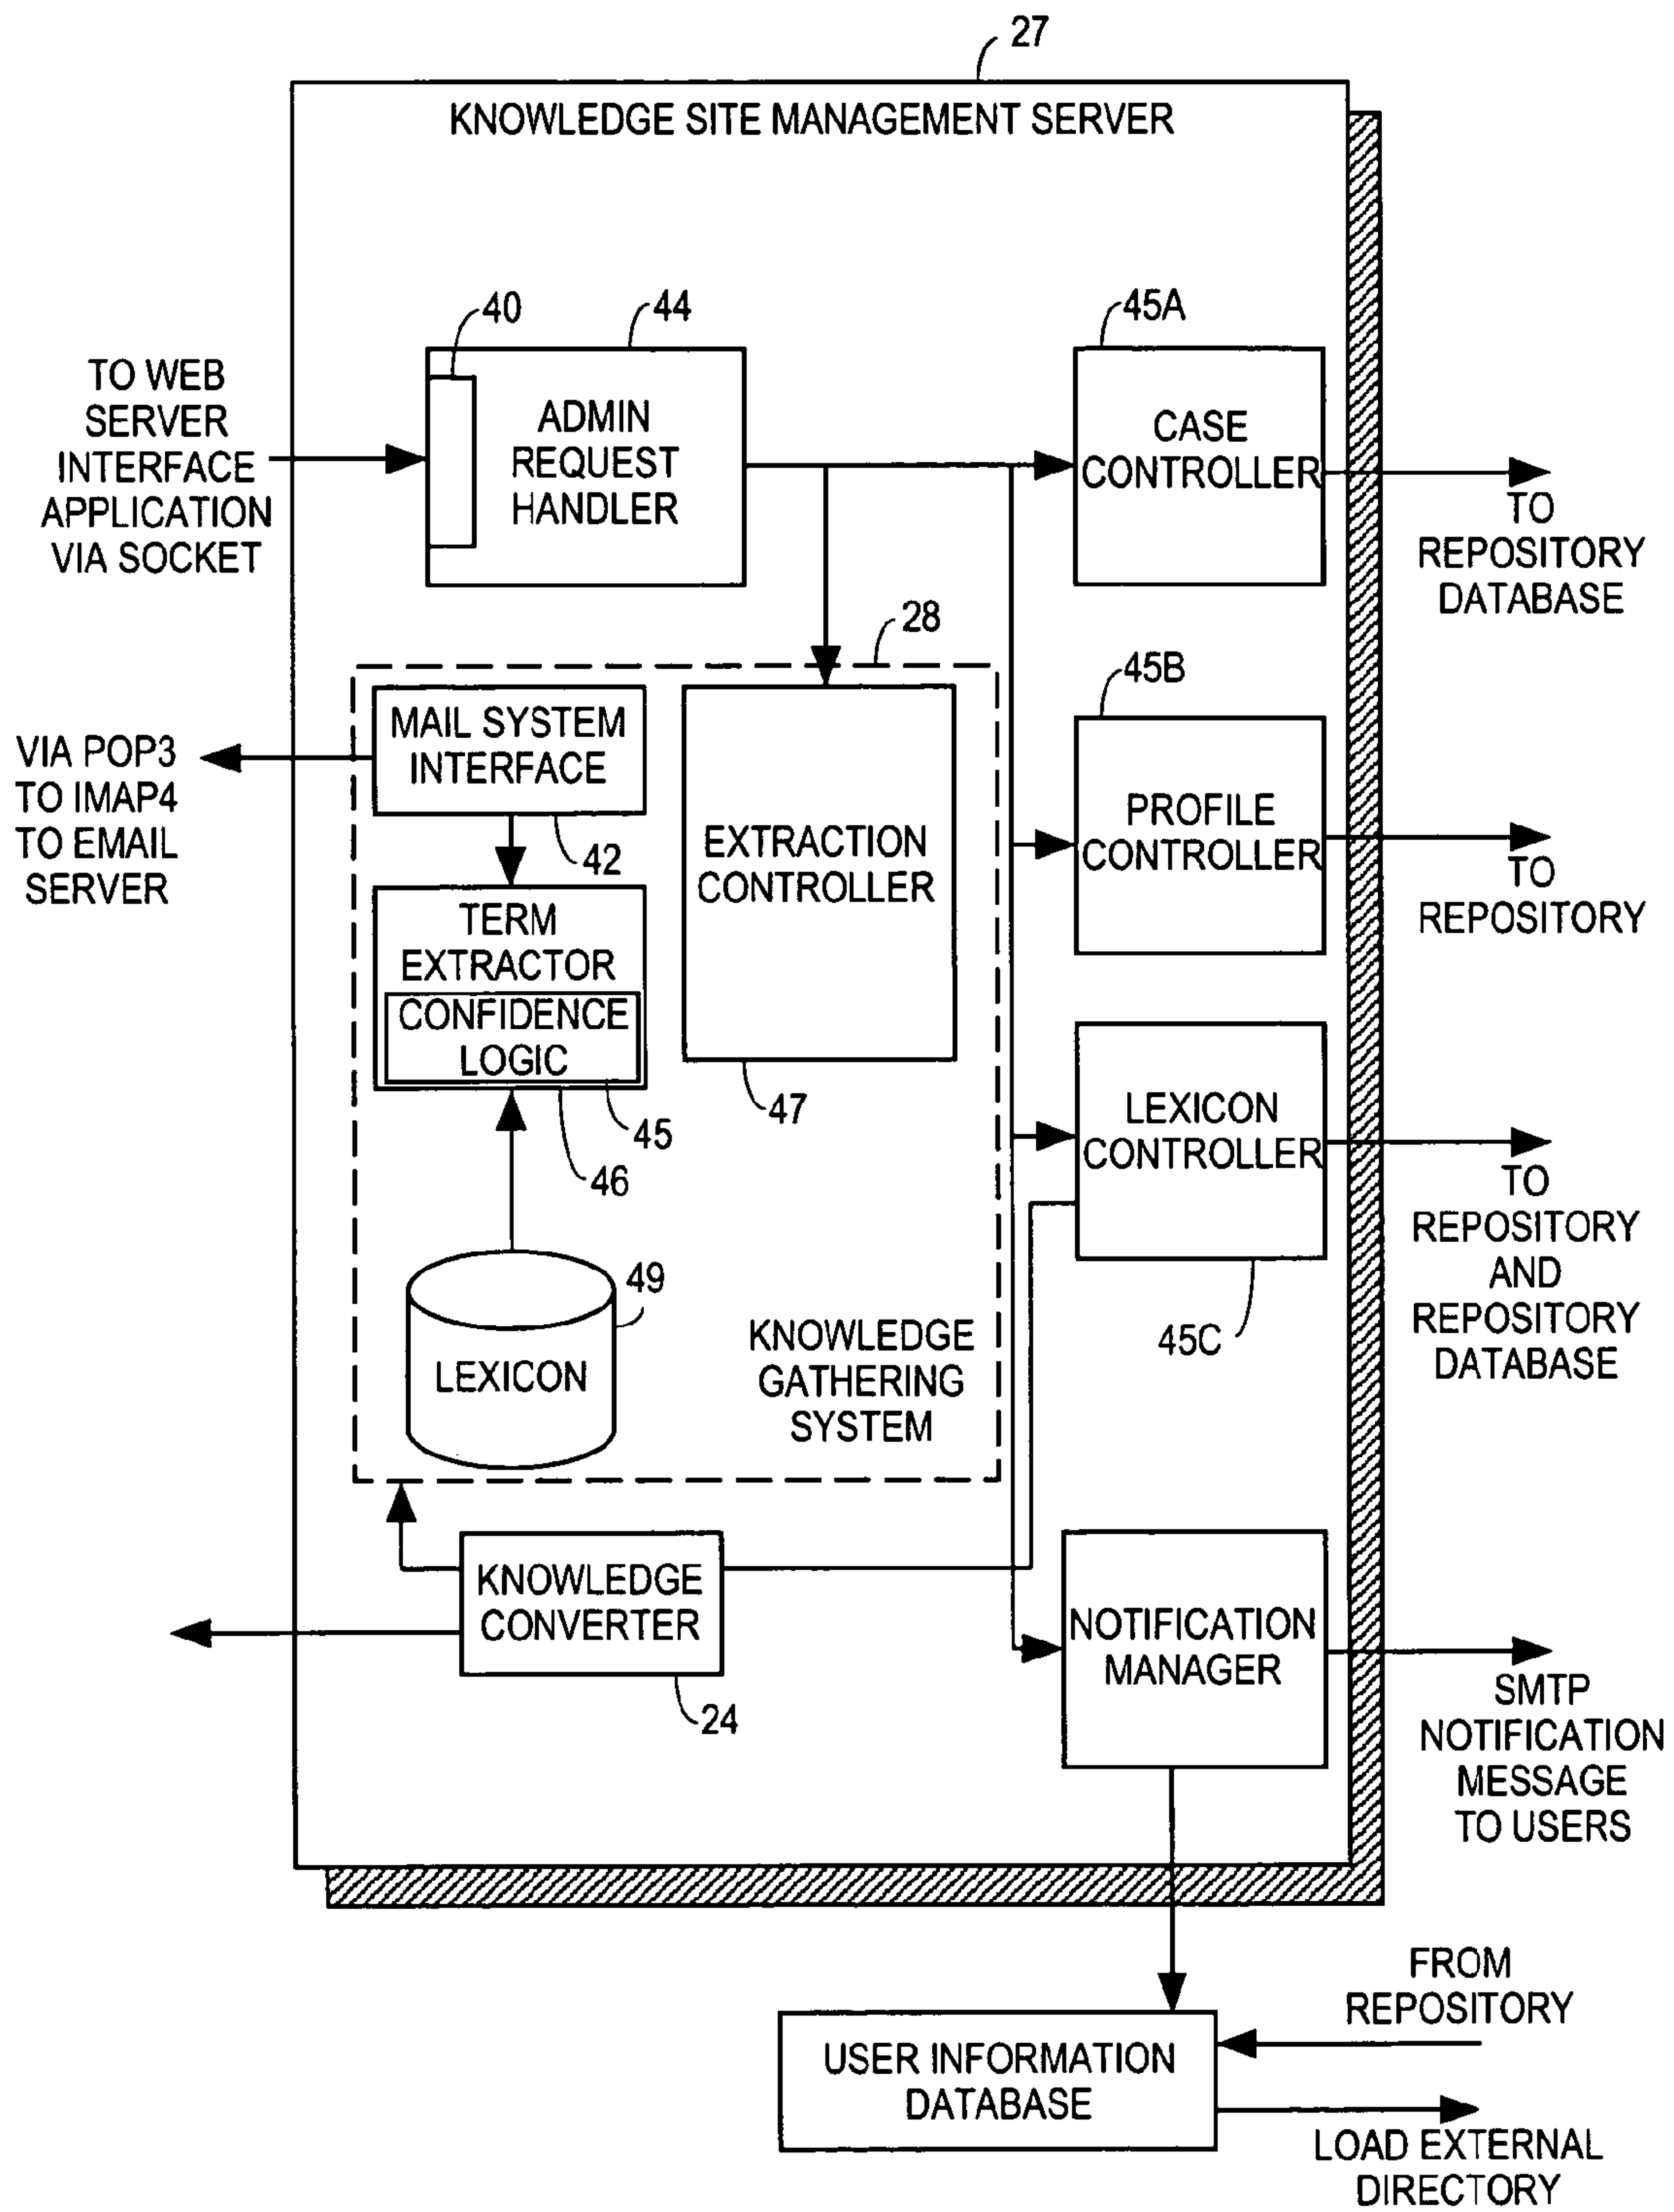 27
KNOWLEDGE SITE MANAGEMENT SERVER
40
44
45A
TO WEB
SERVER
INTERFACE
APPLICATION
VIA SOCKET
ADMIN
REQUEST
HANDLER
CASE
CONTROLLER
TO
REPOSITORY
DATABASE
28
45B
MAIL SYSTEM
INTERFACE
42
VIA POP3
TO IMAP4
TO EMAIL
SERVER
EXTRACTION
CONTROLLER
47
PROFILE
CONTROLLER
TO
REPOSITORY
TERM
EXTRACTOR
CONFIDENCE
LOGIC
45
46
LEXICON
CONTROLLER
45C
TO
REPOSITORY
AND
REPOSITORY
DATABASE
49
LEXICON
KNOWLEDGE
GATHERING
SYSTEM
KNOWLEDGE
CONVERTER
24
NOTIFICATION
MANAGER
SMTP
NOTIFICATION
MESSAGE
TO USERS
FROM
REPOSITORY
USER INFORMATION
DATABASE
LOAD EXTERNAL
DIRECTORY